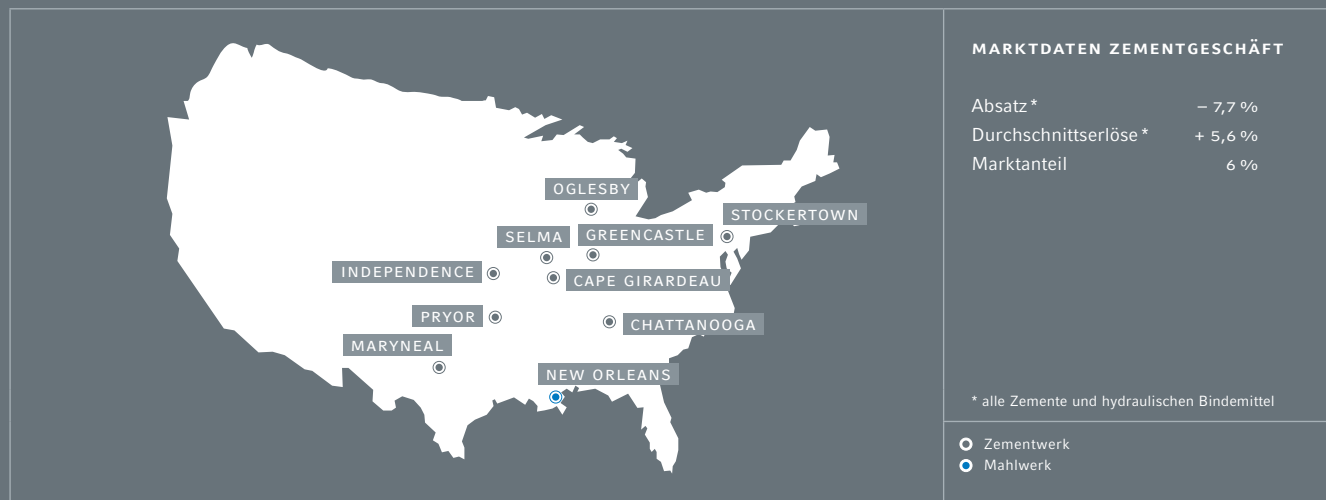 OGLESBY
STOCKERTOWN
SELMA
GREENCASTLE
INDEPENDENCE
CAPE GIRARDEAU
PRYOR
CHATTANOOGA
MARYNEAL
NEW ORLEANS
MARKTDATEN ZEMENTGESCHÄFT
Absatz * – 7,7 %
Durchschnittserlöse * + 5,6 %
Marktanteil 6 %
* alle Zemente und hydraulischen Bindemittel
Zementwerk
Mahlwerk